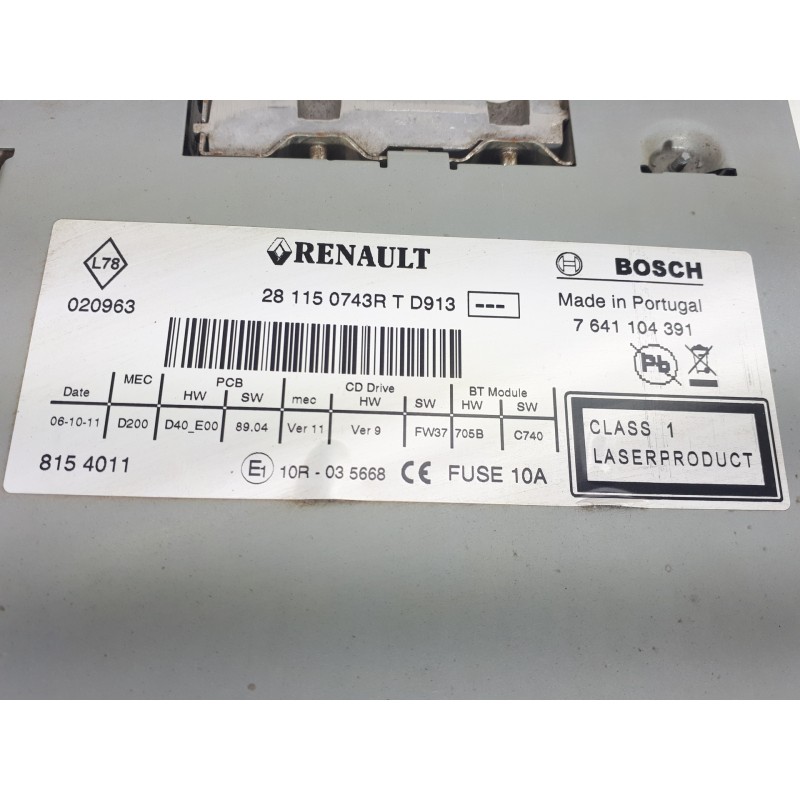 L78
020963
RENAULT
28 115 0743R T D913 ---
BOSCH
Made in Portugal
7 641 104 391
Pb
Date MEC PCB CD Drive BT Module
HW SW mec HW SW HW SW
06-10-11 D200 D40_E00 89.04 Ver 11 Ver 9 FW37 705B C740
815 4011
E1 10R - 03 5668 CE FUSE 10A
CLASS 1
LASERPRODUCT